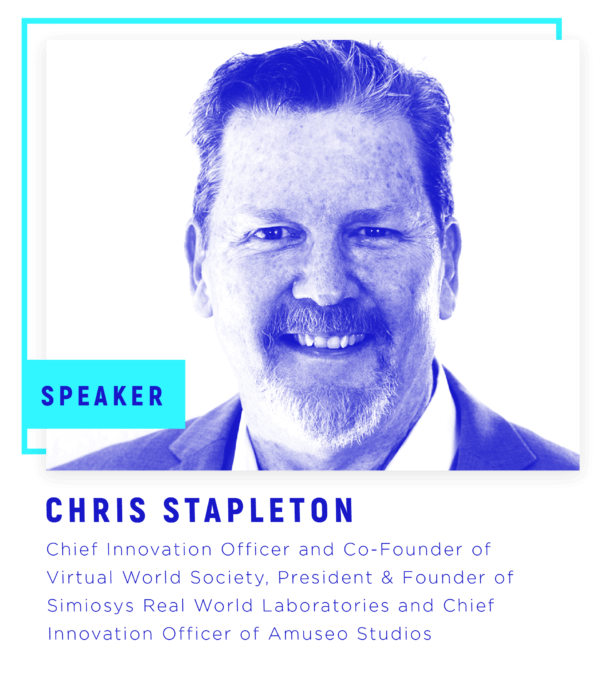 SPEAKER
CHRIS STAPLETON
Chief Innovation Officer and Co-Founder of
Virtual World Society, President & Founder of
Simiosys Real World Laboratories and Chief
Innovation Officer of Amuseo Studios